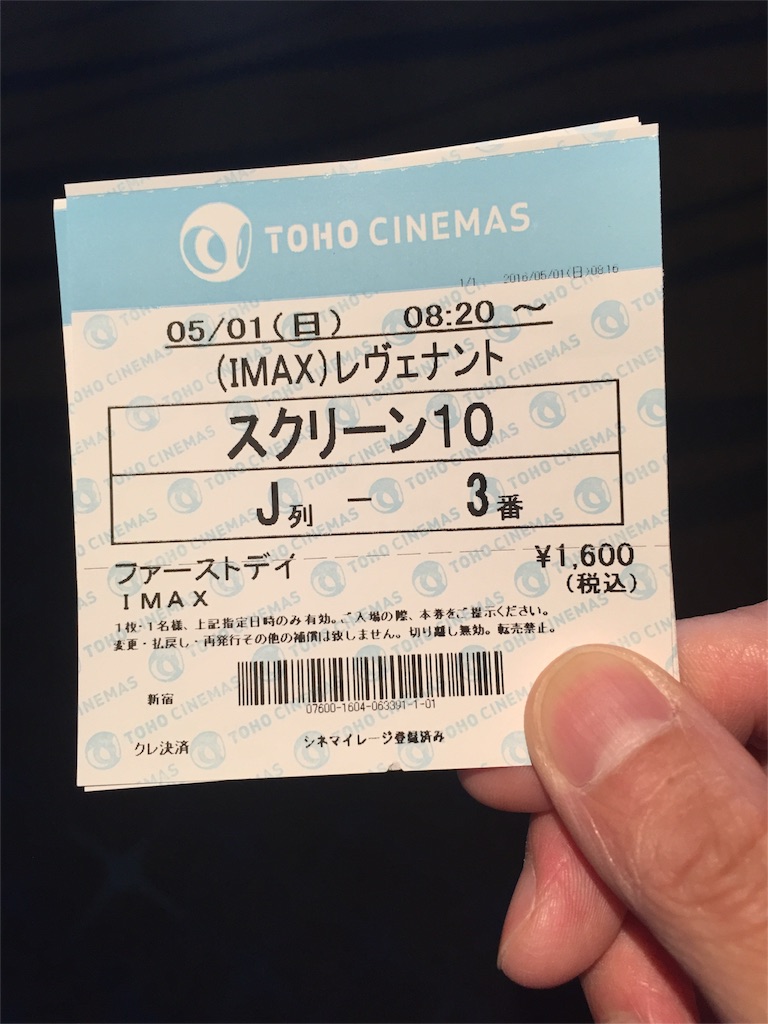 TOHO CINEMAS
1/1 2016/05/01(日)08:16
05/01(日) 08:20 ～
(IMAX)レヴェナント
スクリーン10
J列 － 3番
ファーストデイ ¥1,600
IMAX (税込)
1枚・1名様、上記指定日時のみ有効。ご入場の際、本券をご提示ください。
変更・払戻し・再発行その他の補償は致しません。切り離し無効。転売禁止。
新宿
07600-1604-063391-1-01
クレ決済 シネマイレージ登録済み